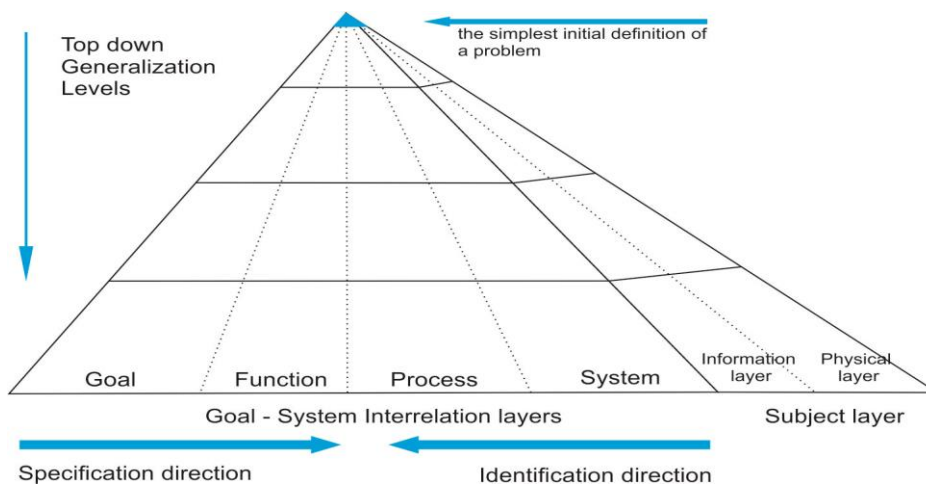 Top down
Generalization
Levels
the simplest initial definition of
a problem
Goal
Function
Process
System
Information
layer
Physical
layer
Goal - System Interrelation layers
Subject layer
Specification direction
Identification direction